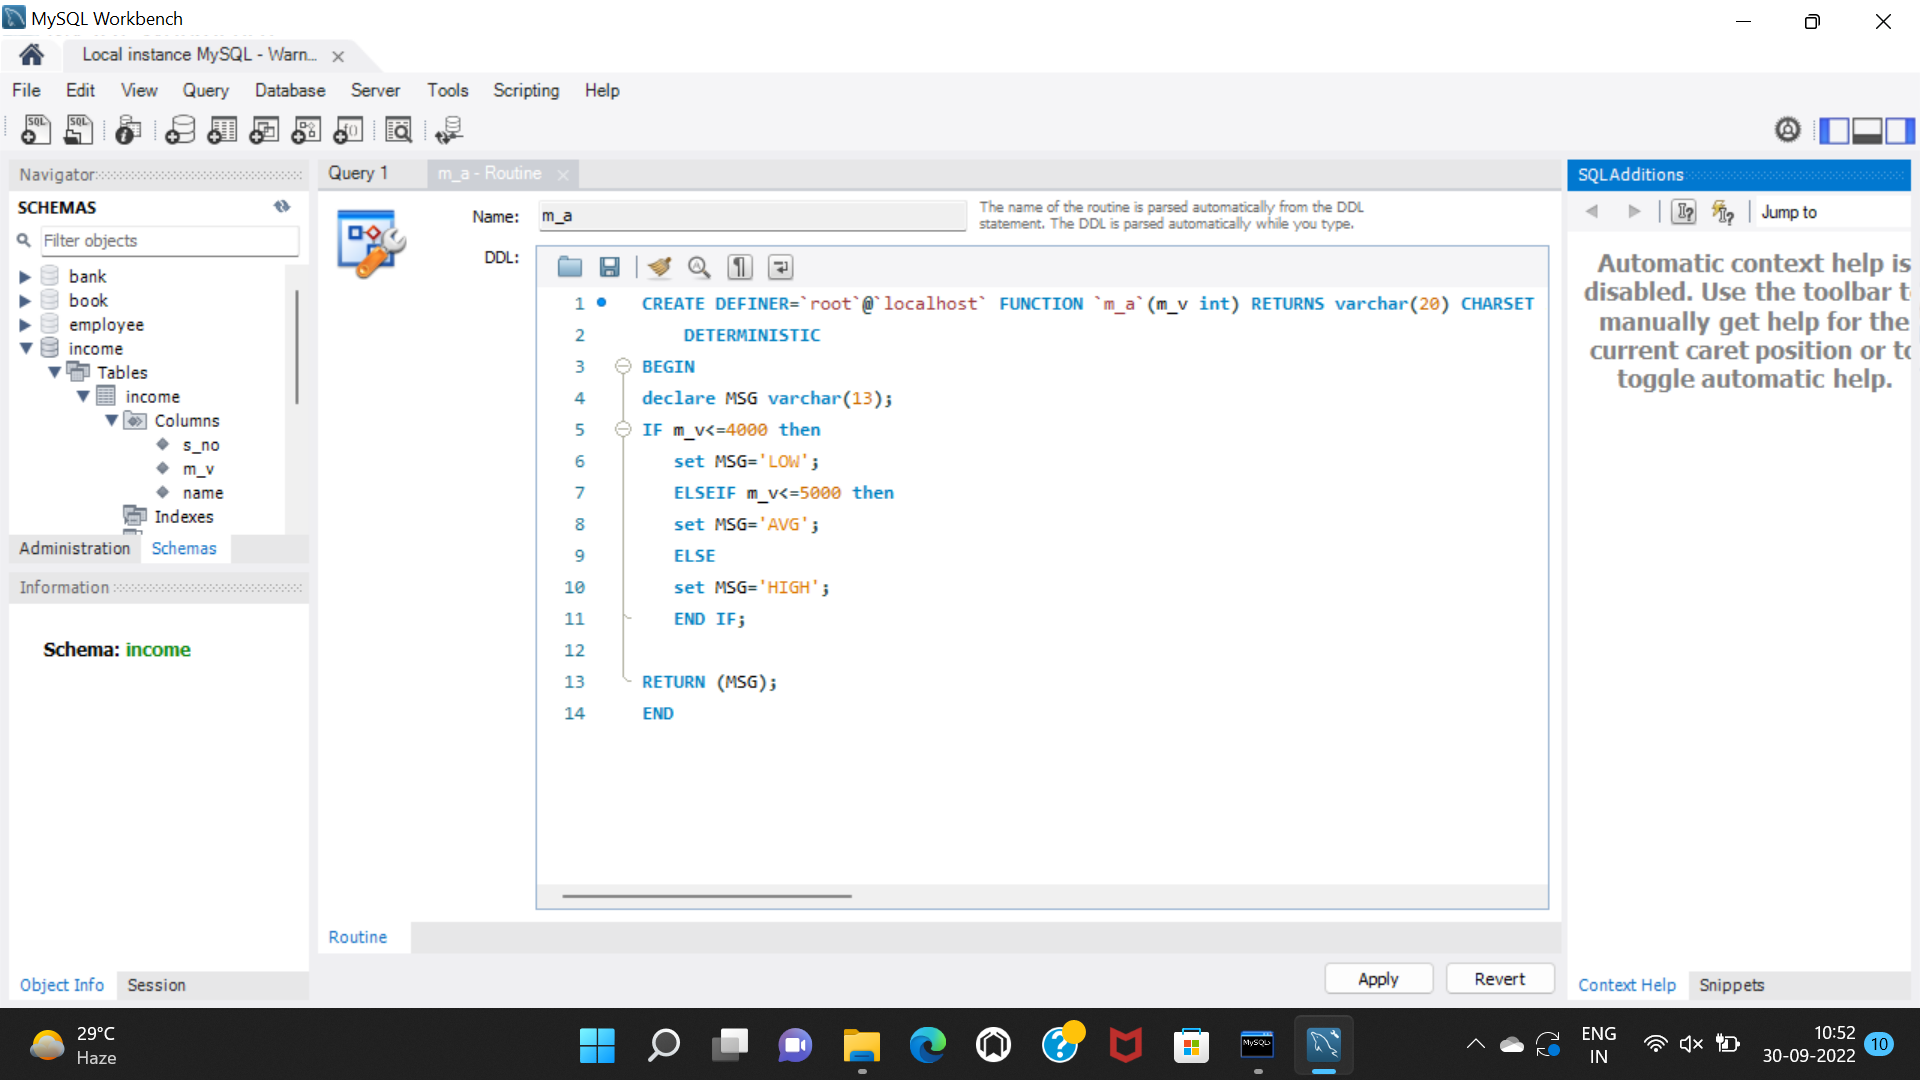 MySQL Workbench
Local instance MySQL - Warn...
File Edit View Query Database Server Tools Scripting Help
Navigator
SCHEMAS
Filter objects
bank
book
employee
income
Tables
income
Columns
s_no
m_v
name
Indexes
Administration Schemas
Information
Schema: income
Object Info Session
Query 1 m_a - Routine
Name: m_a
The name of the routine is parsed automatically from the DDL
statement. The DDL is parsed automatically while you type.
DDL:
1 CREATE DEFINER=`root`@`localhost` FUNCTION `m_a`(m_v int) RETURNS varchar(20) CHARSET
2 DETERMINISTIC
3 BEGIN
4 declare MSG varchar(13);
5 IF m_v<=4000 then
6 set MSG='LOW';
7 ELSEIF m_v<=5000 then
8 set MSG='AVG';
9 ELSE
10 set MSG='HIGH';
11 END IF;
12
13 RETURN (MSG);
14 END
Routine
Apply Revert
SQLAdditions
Jump to
Automatic context help is
disabled. Use the toolbar t
manually get help for the
current caret position or to
toggle automatic help.
Context Help Snippets
29°C
Haze
MySQL
ENG
IN
10:52
30-09-2022
10